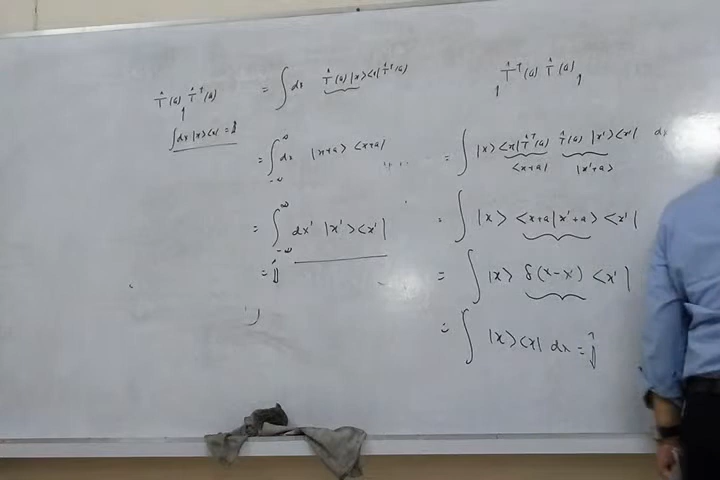 T̂(a) T̂†(a)
∫dx |x><x| = 𝟙
= ∫dx T̂(a)|x><x|T̂†(a)
= ∫_{-∞}^{∞} dx |x+a> <x+a|
= ∫_{-∞}^{∞} dx' |x'><x'|
= 𝟙̂
T̂†(a) T̂(a)
= ∫ |x><x|T̂†(a) T̂(a) |x'><x'| dx
<x+a| |x'+a>
= ∫ |x> <x+a|x'+a> <x'|
= ∫ |x> δ(x-x') <x'|
= ∫ |x><x| dx = 𝟙̂